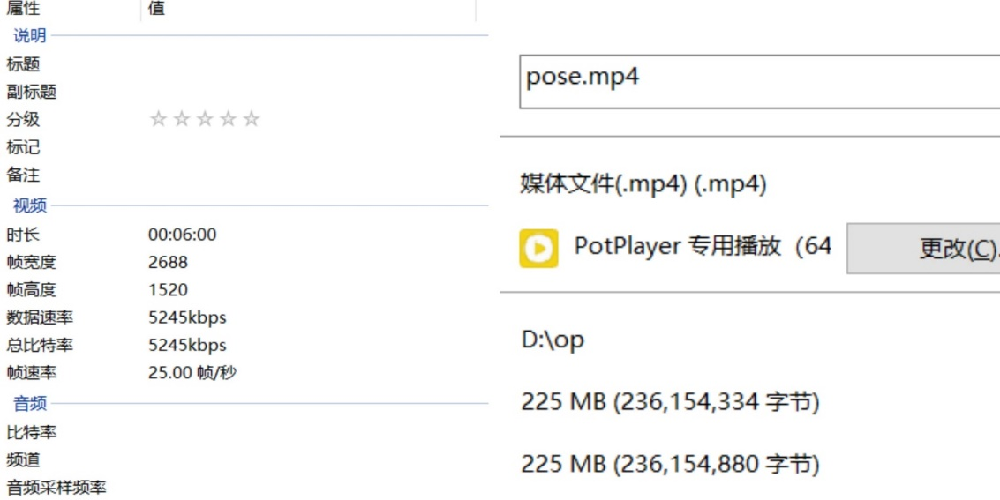 属性 值
说明
标题
副标题
分级
标记
备注
视频
时长 00:06:00
帧宽度 2688
帧高度 1520
数据速率 5245kbps
总比特率 5245kbps
帧速率 25.00 帧/秒
音频
比特率
频道
音频采样频率
pose.mp4
媒体文件(.mp4) (.mp4)
PotPlayer 专用播放（64
更改(C).
D:\op
225 MB (236,154,334 字节)
225 MB (236,154,880 字节)